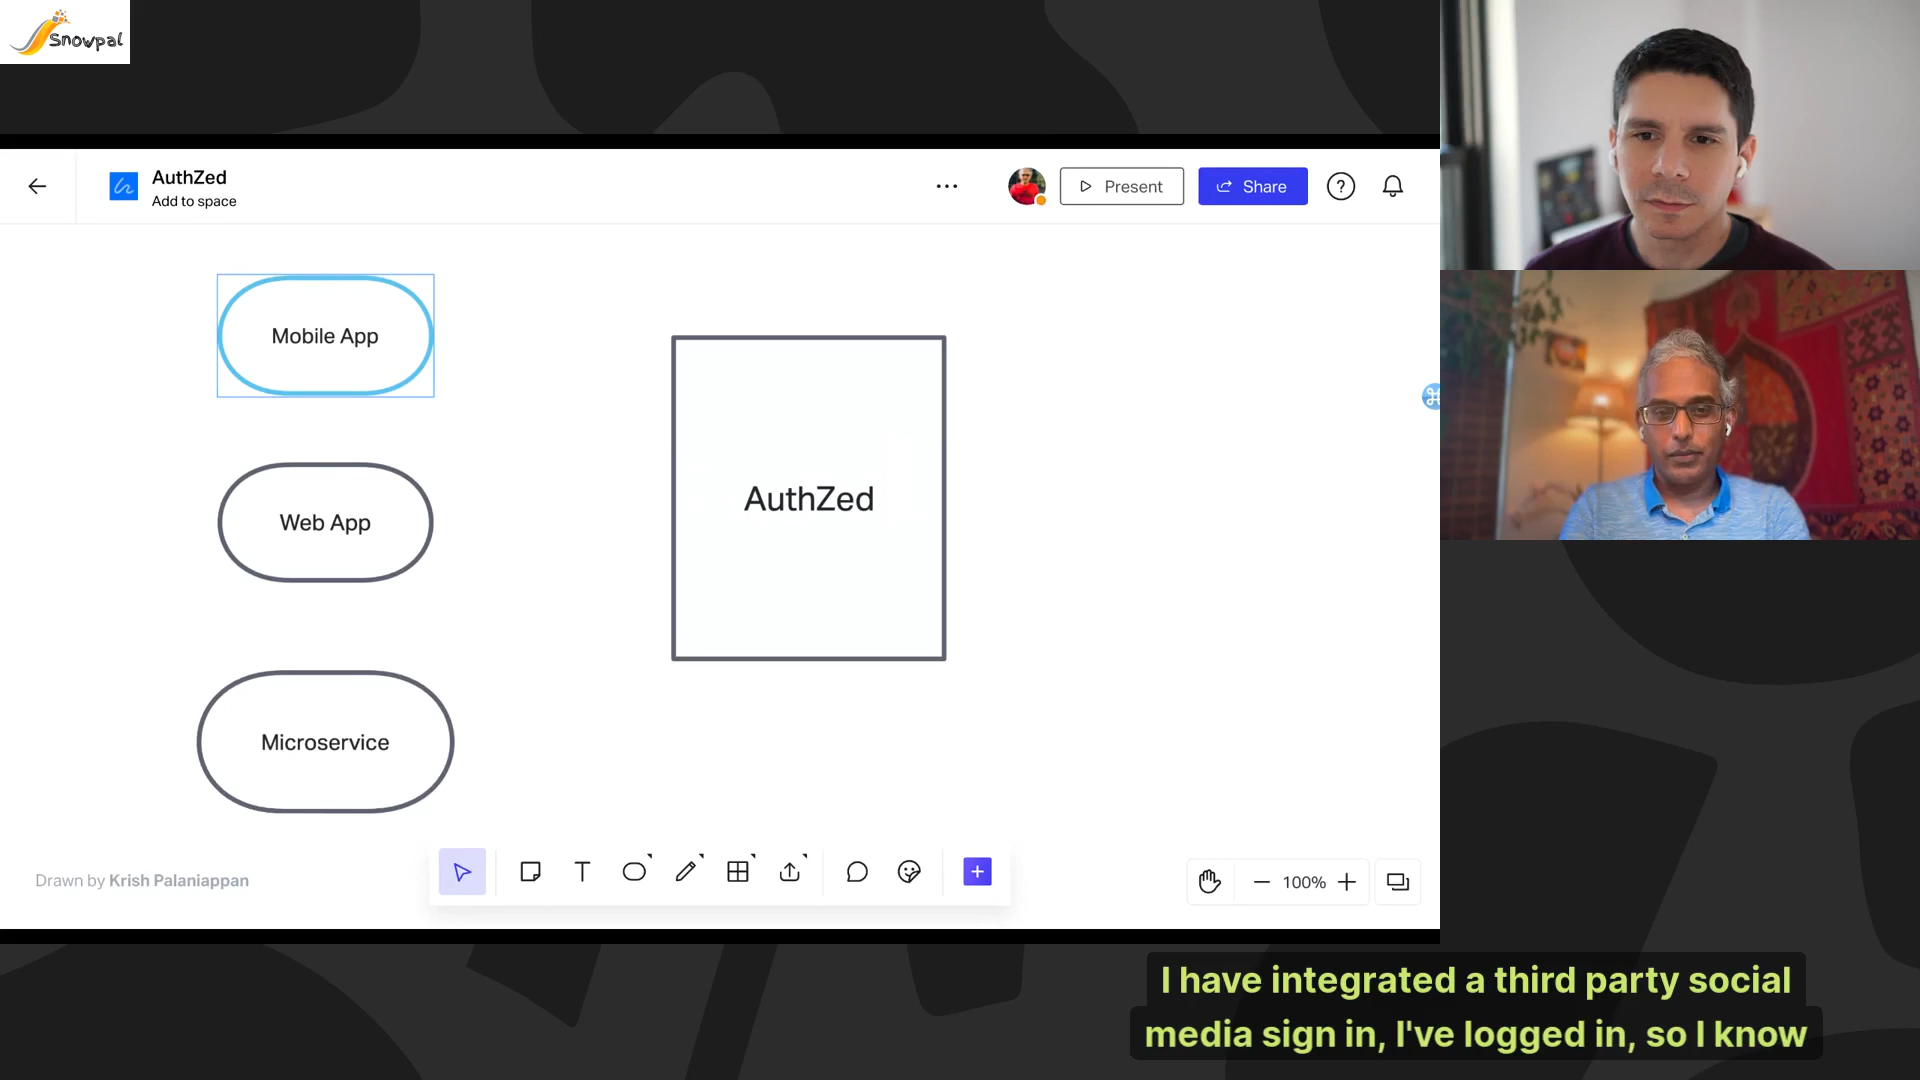 Snowpal
AuthZed
Add to space
Present
Share
Mobile App
Web App
AuthZed
Microservice
Drawn by Krish Palaniappan
100%
I have integrated a third party social
media sign in, I've logged in, so I know